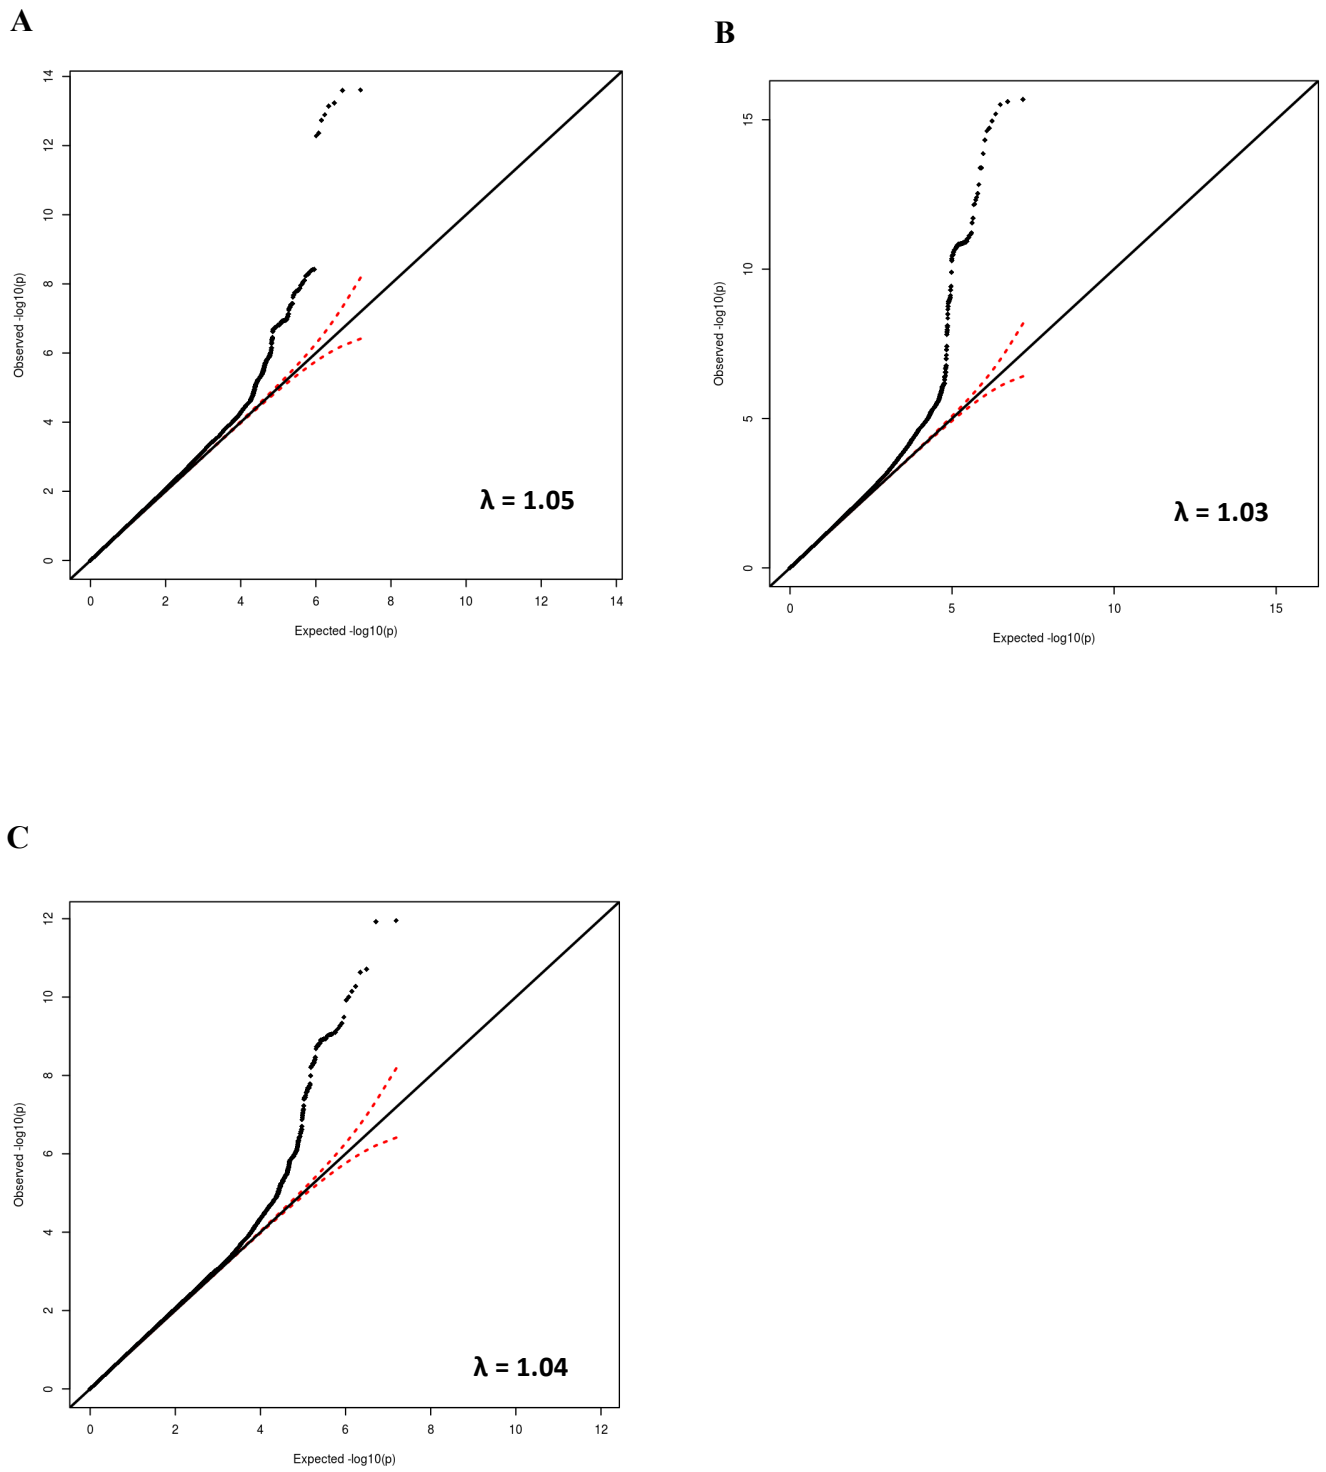 A
14
12
10
8
6
4
2
0
Observed -log10(p)
λ = 1.05
0 2 4 6 8 10 12 14
Expected -log10(p)
B
15
10
5
0
Observed -log10(p)
λ = 1.03
0 5 10 15
Expected -log10(p)
C
12
10
8
6
4
2
0
Observed -log10(p)
λ = 1.04
0 2 4 6 8 10 12
Expected -log10(p)